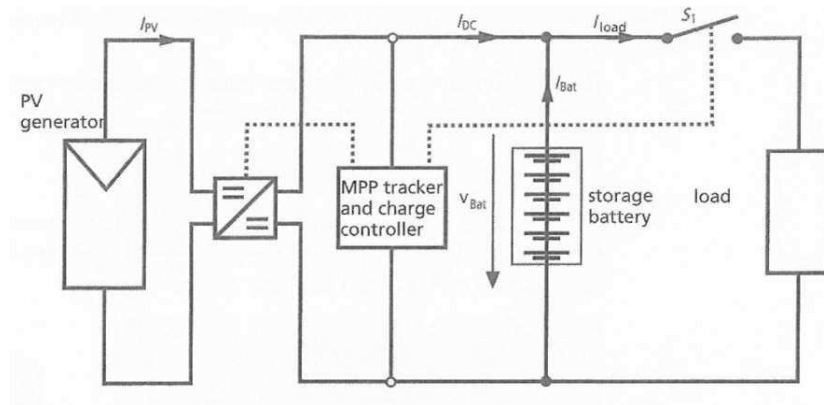 I_PV
I_DC
I_load
S_1
PV
generator
I_Bat
MPP tracker
and charge
controller
v_Bat
storage
battery
load